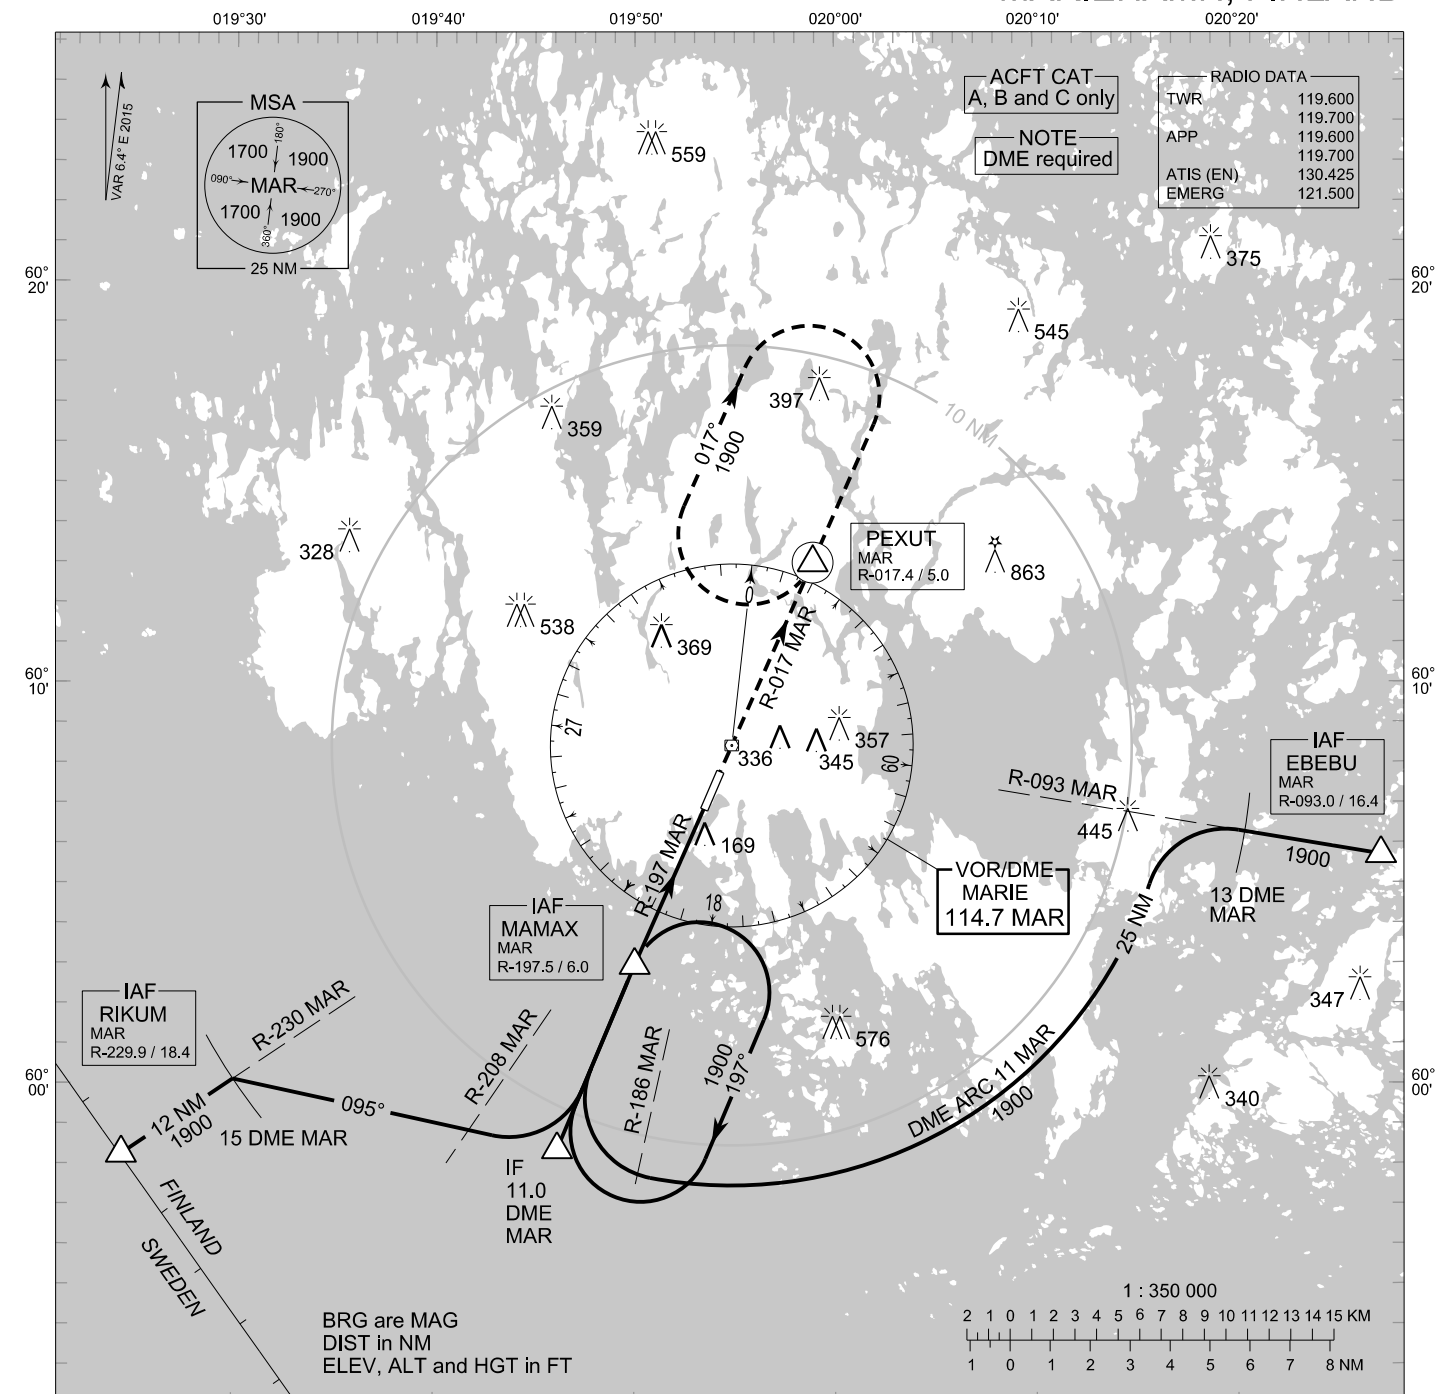 019°30'
019°40'
019°50'
020°00'
020°10'
020°20'
VAR 6.4° E 2015
MSA
180°
1700
1900
090°
MAR
270°
1700
1900
360°
25 NM
ACFT CAT
A, B and C only
NOTE
DME required
RADIO DATA
TWR 119.600
119.700
APP 119.600
119.700
ATIS (EN) 130.425
EMERG 121.500
559
375
60°
20'
60°
20'
545
397
359
10 NM
017°
1900
328
PEXUT
MAR
R-017.4 / 5.0
863
0
538
369
R-017 MAR
60°
10'
60°
10'
27
357
336
345
09
IAF
EBEBU
MAR
R-093.0 / 16.4
R-093 MAR
445
169
1900
R-197 MAR
VOR/DME
MARIE
114.7 MAR
13 DME
MAR
18
25 NM
IAF
MAMAX
MAR
R-197.5 / 6.0
IAF
RIKUM
MAR
R-229.9 / 18.4
R-230 MAR
R-208 MAR
R-186 MAR
1900
197°
576
347
60°
00'
60°
00'
DME ARC 11 MAR
1900
340
12 NM
1900
095°
15 DME MAR
IF
11.0
DME
MAR
FINLAND
SWEDEN
BRG are MAG
DIST in NM
ELEV, ALT and HGT in FT
1 : 350 000
2 1 0 1 2 3 4 5 6 7 8 9 10 11 12 13 14 15 KM
1 0 1 2 3 4 5 6 7 8 NM